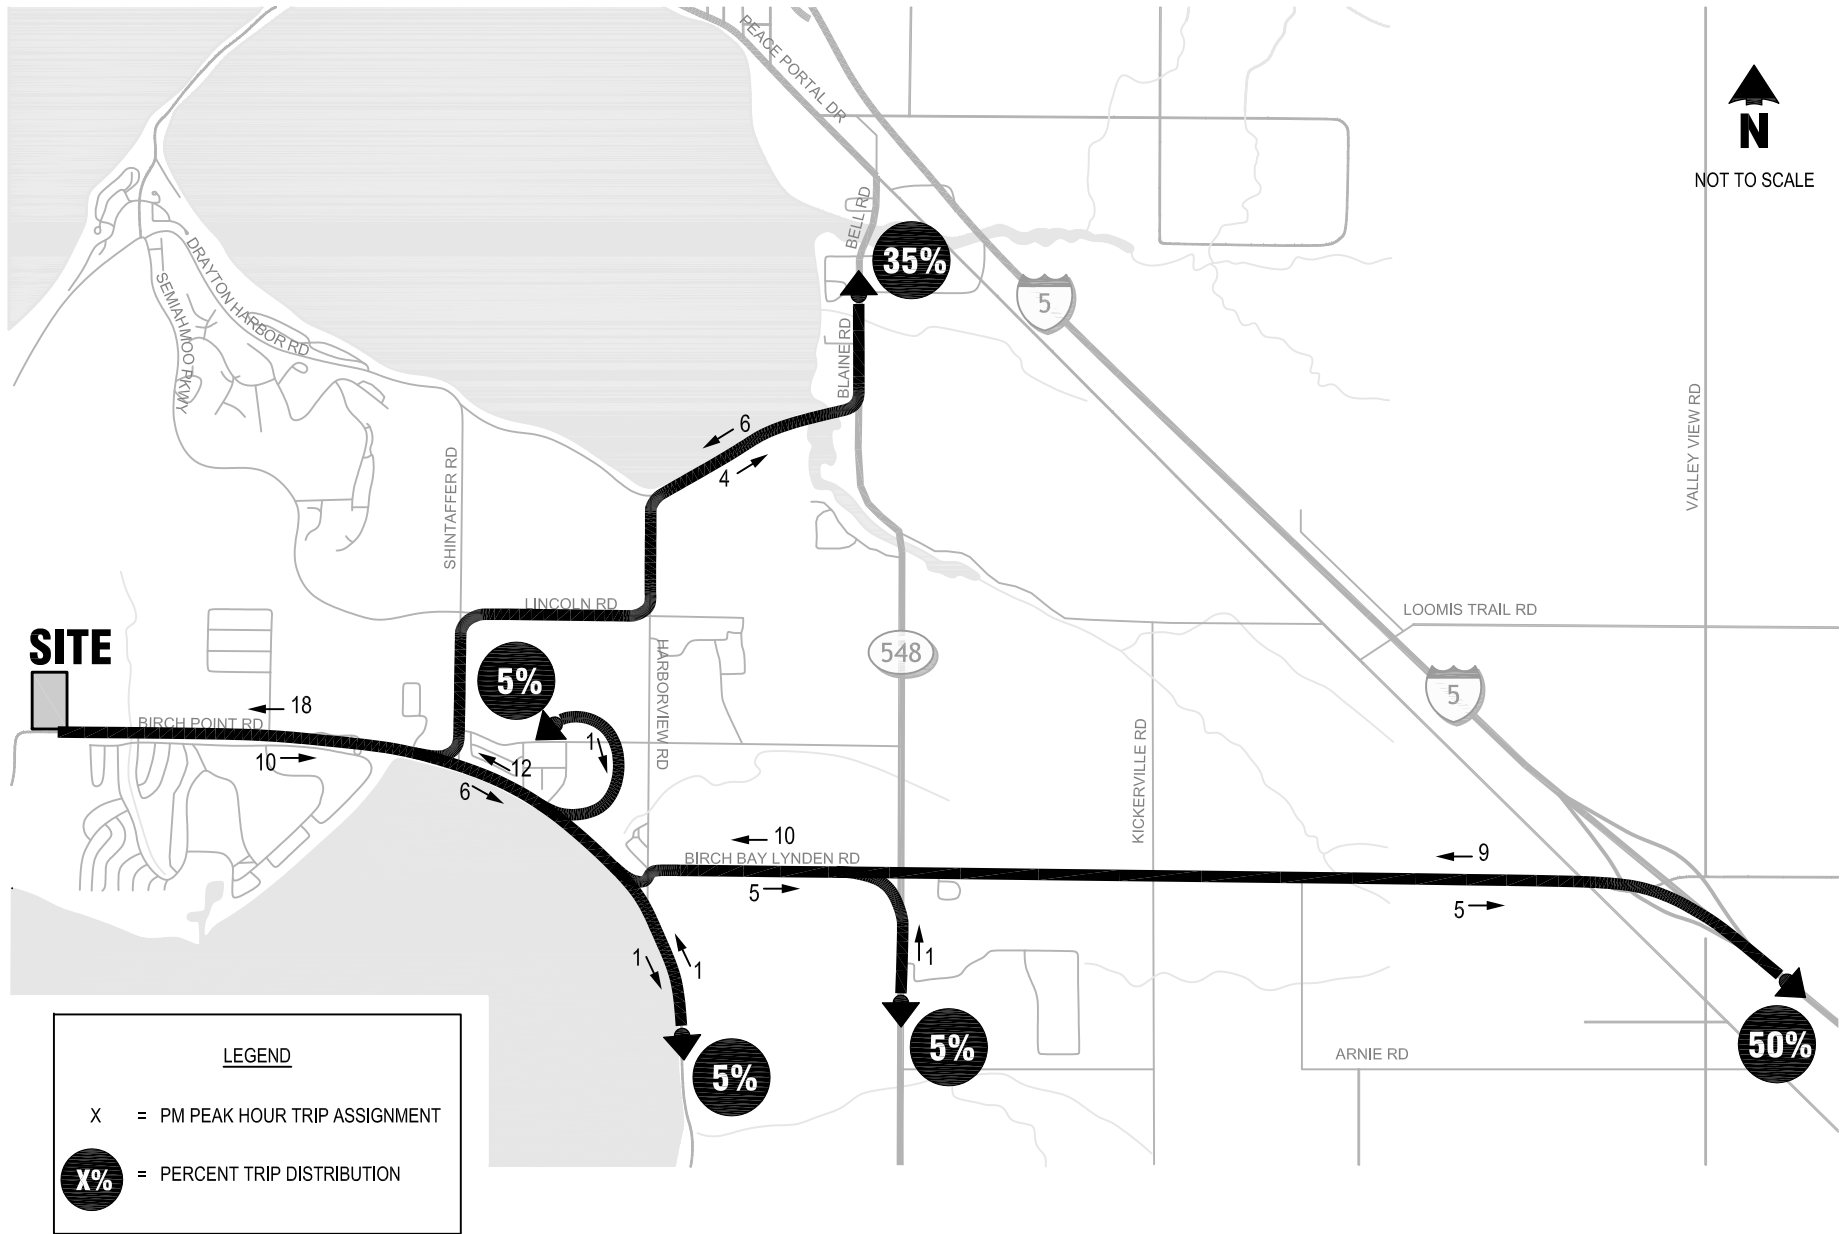 PEACE PORTAL DR
N
NOT TO SCALE
BELL RD
35%
DRAYTON HARBOR RD
SEMIAHMOO PKWY
5
BLAINE RD
VALLEY VIEW RD
6
4
SHINTAFFER RD
LINCOLN RD
LOOMIS TRAIL RD
SITE
548
5%
HARBORVIEW RD
5
18
BIRCH POINT RD
KICKERVILLE RD
1
10
12
6
10
BIRCH BAY LYNDEN RD
9
5
5
1
1
1
5%
5%
50%
ARNIE RD
LEGEND
X = PM PEAK HOUR TRIP ASSIGNMENT
X% = PERCENT TRIP DISTRIBUTION